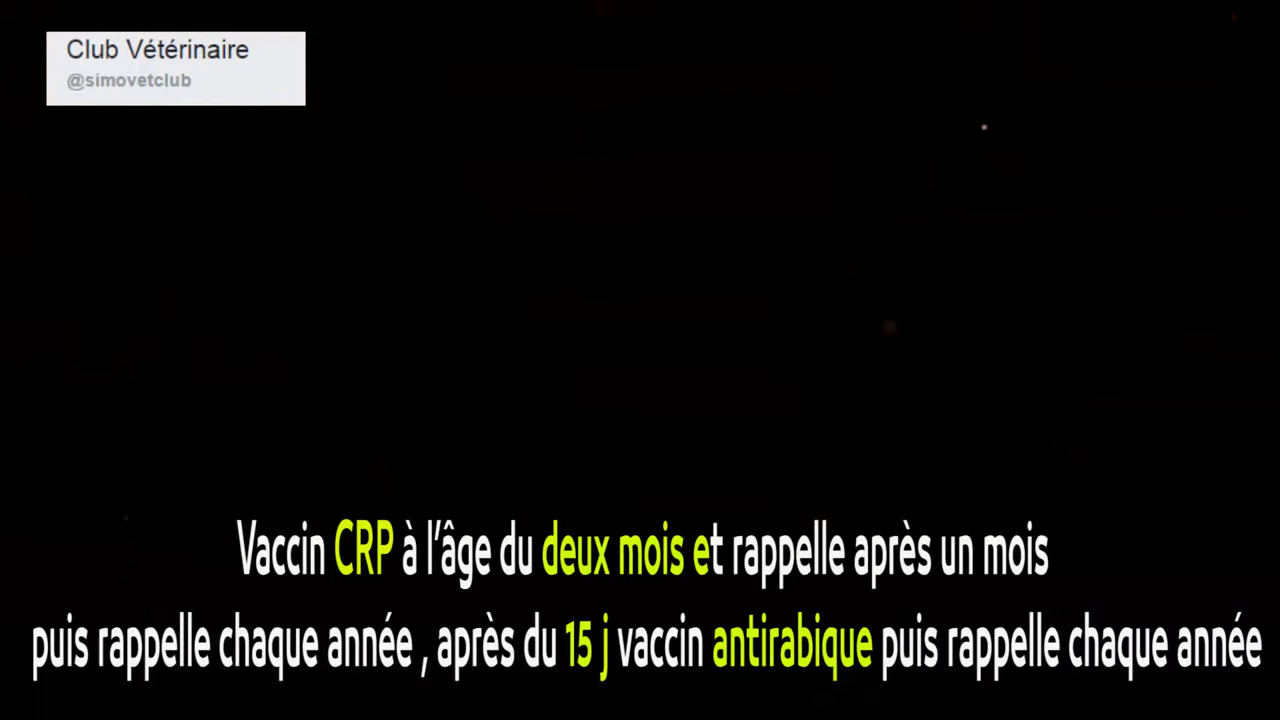 Club Vétérinaire
@simovetclub
Vaccin CRP à l'âge du deux mois et rappelle après un mois
puis rappelle chaque année , après du 15 j vaccin antirabique puis rappelle chaque année